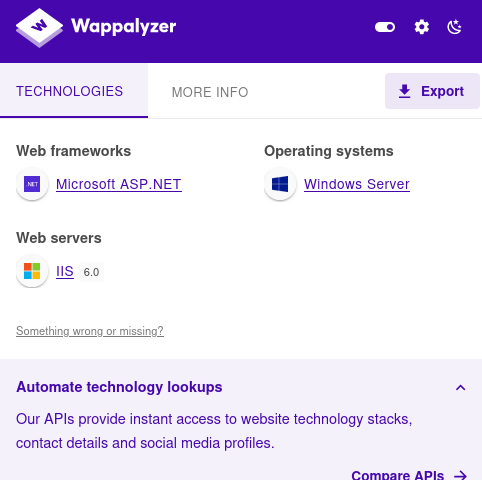 Wappalyzer
TECHNOLOGIES
MORE INFO
Export
Web frameworks
.NET
Microsoft ASP.NET
Operating systems
Windows Server
Web servers
IIS 6.0
Something wrong or missing?
Automate technology lookups
Our APIs provide instant access to website technology stacks,
contact details and social media profiles.
Compare APIs